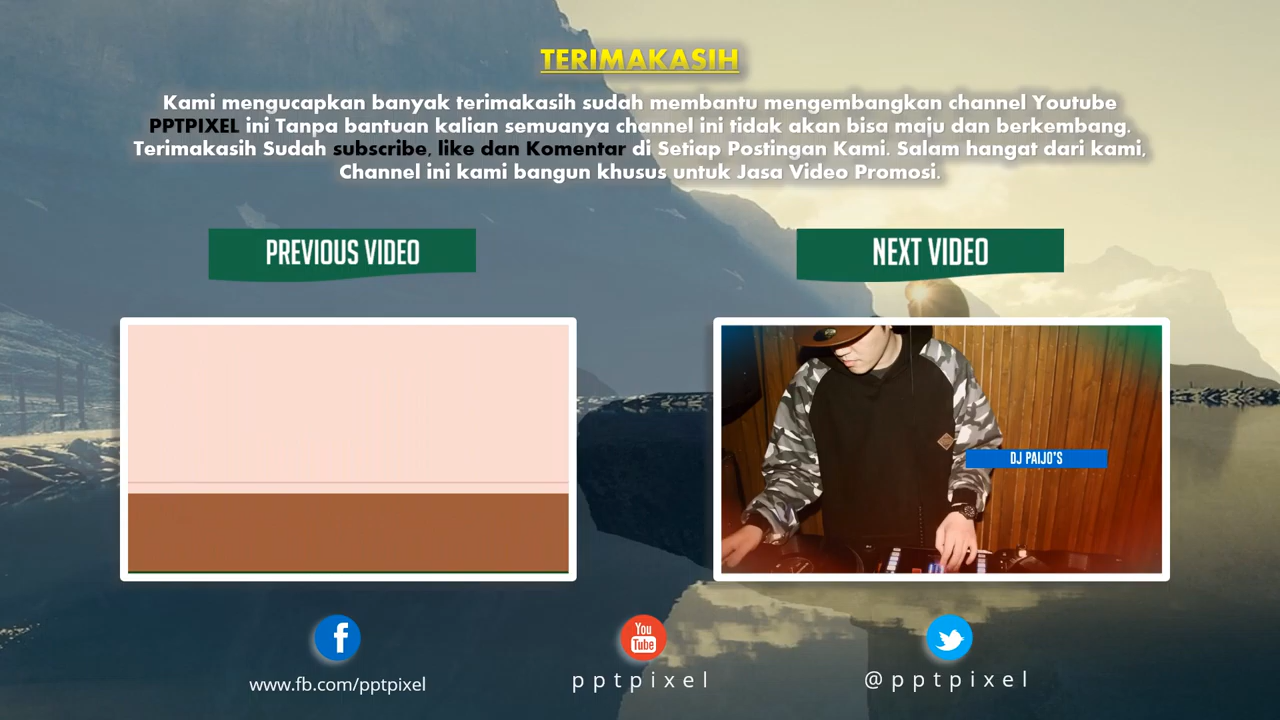 TERIMAKASIH
Kami mengucapkan banyak terimakasih sudah membantu mengembangkan channel Youtube
PPTPIXEL ini Tanpa bantuan kalian semuanya channel ini tidak akan bisa maju dan berkembang.
Terimakasih Sudah subscribe, like dan Komentar di Setiap Postingan Kami. Salam hangat dari kami,
Channel ini kami bangun khusus untuk Jasa Video Promosi.
PREVIOUS VIDEO
NEXT VIDEO
DJ PAIJO'S
f
You
Tube
www.fb.com/pptpixel
pptpixel
@pptpixel